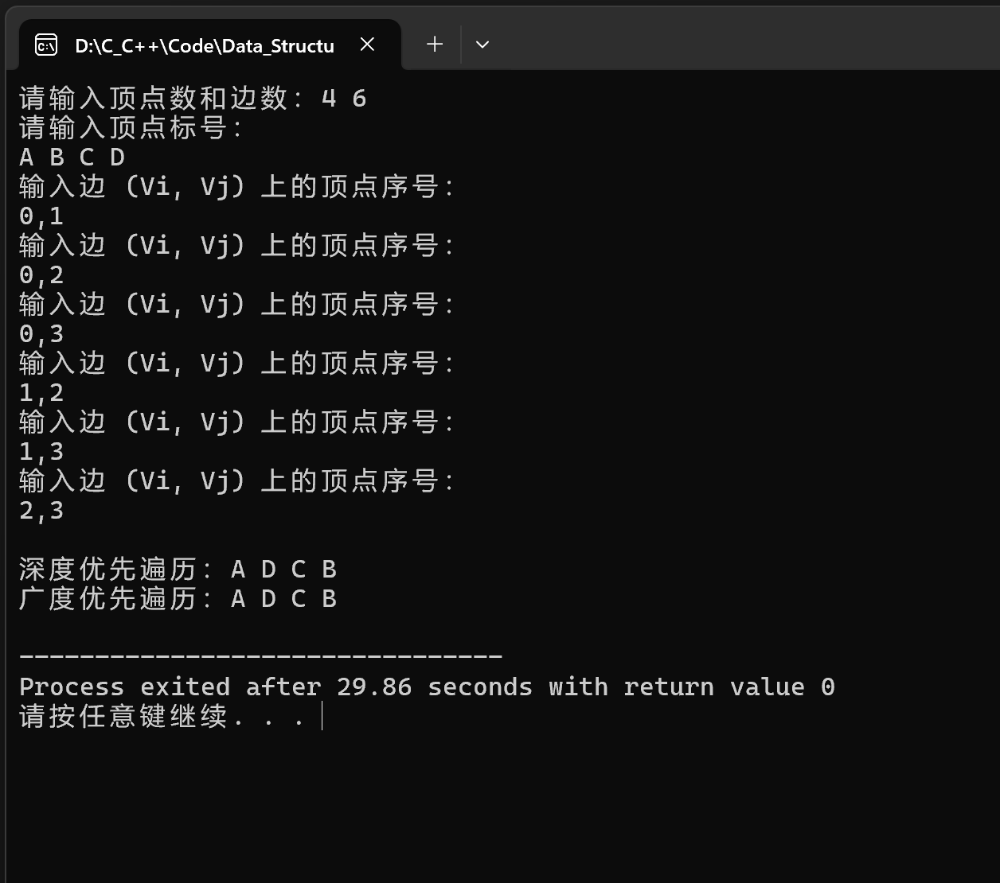 D:\C_C++\Code\Data_Structu
请输入顶点数和边数：4 6
请输入顶点标号：
A B C D
输入边 (Vi, Vj) 上的顶点序号：
0,1
输入边 (Vi, Vj) 上的顶点序号：
0,2
输入边 (Vi, Vj) 上的顶点序号：
0,3
输入边 (Vi, Vj) 上的顶点序号：
1,2
输入边 (Vi, Vj) 上的顶点序号：
1,3
输入边 (Vi, Vj) 上的顶点序号：
2,3
深度优先遍历：A D C B
广度优先遍历：A D C B
--------------------------------
Process exited after 29.86 seconds with return value 0
请按任意键继续. . .